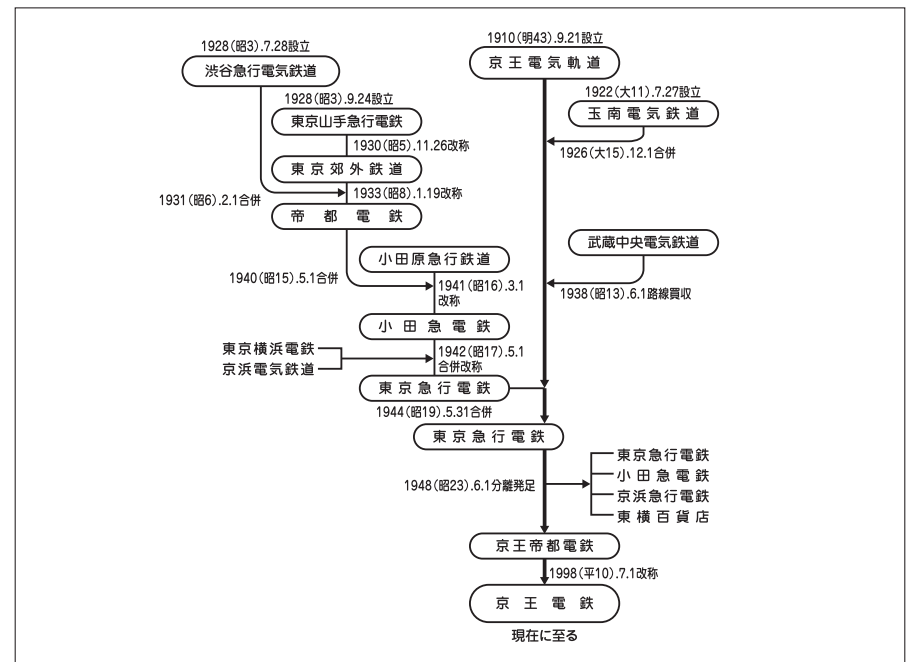 1928(昭3).7.28設立
渋谷急行電気鉄道
1928(昭3).9.24設立
東京山手急行電鉄
1930(昭5).11.26改称
東京郊外鉄道
1931(昭6).2.1合併
1933(昭8).1.19改称
帝都電鉄
1940(昭15).5.1合併
小田原急行鉄道
1941(昭16).3.1
改称
小田急電鉄
東京横浜電鉄
京浜電気鉄道
1942(昭17).5.1
合併改称
東京急行電鉄
1944(昭19).5.31合併
1910(明43).9.21設立
京王電気軌道
1922(大11).7.27設立
玉南電気鉄道
1926(大15).12.1合併
武蔵中央電気鉄道
1938(昭13).6.1路線買収
東京急行電鉄
1948(昭23).6.1分離発足
東京急行電鉄
小田急電鉄
京浜急行電鉄
東横百貨店
京王帝都電鉄
1998(平10).7.1改称
京王電鉄
現在に至る